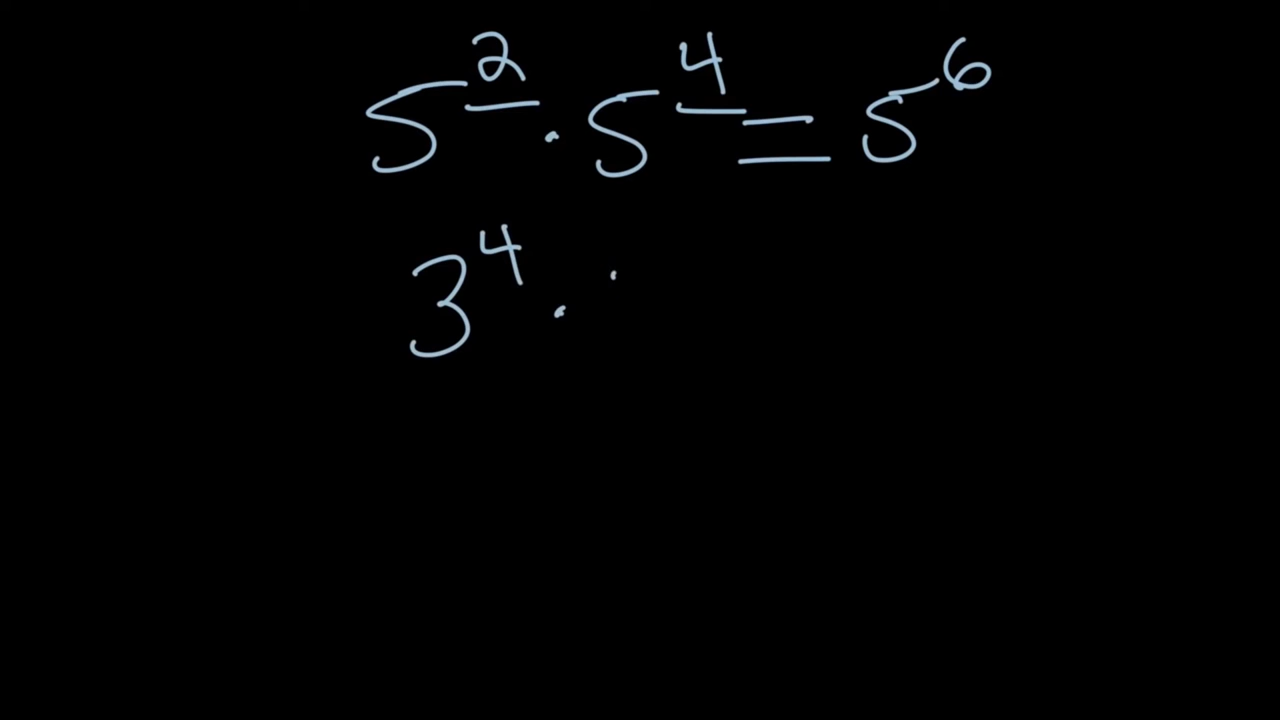 5² · 5⁴ = 5⁶
3⁴ ·